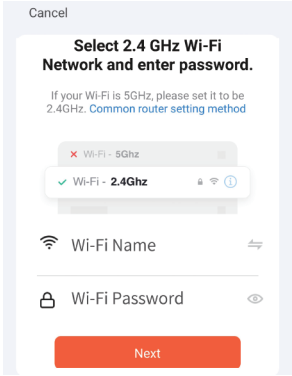 Cancel
Select 2.4 GHz Wi-Fi
Network and enter password.
If your Wi-Fi is 5GHz, please set it to be
2.4GHz. Common router setting method
Wi-Fi - 5Ghz
Wi-Fi - 2.4Ghz
Wi-Fi Name
Wi-Fi Password
Next